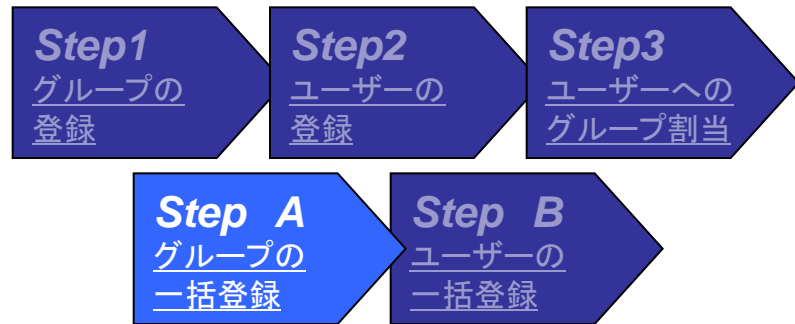 Step1
グループの
登録
Step2
ユーザーの
登録
Step3
ユーザーへの
グループ割当
Step A
グループの
一括登録
Step B
ユーザーの
一括登録